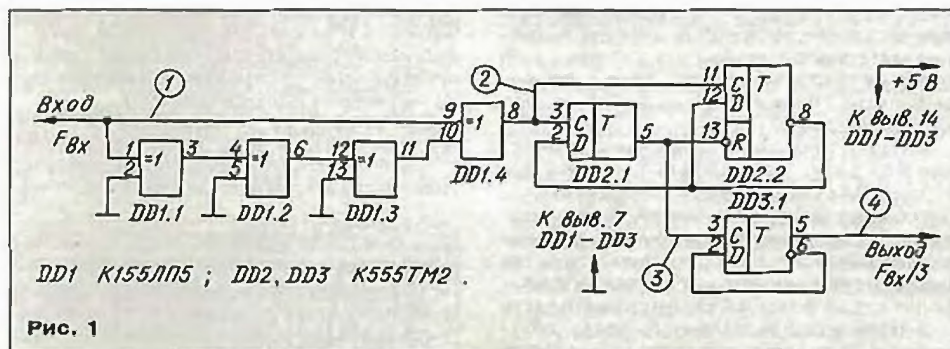 Вход
Fвх
1
2
=1
3
DD1.1
4
5
=1
6
DD1.2
12
13
=1
11
DD1.3
9
10
=1
8
DD1.4
1
2
3
2
C
D
T
5
DD2.1
11
12
13
C
D
R
T
8
DD2.2
DD3.1
3
2
C
D
T
5
6
3
4
+5 В
К выв. 14
DD1-DD3
К выв. 7
DD1-DD3
Выход
Fвх/3
DD1 К155ЛП5 ; DD2, DD3 К555ТМ2 .
Рис. 1